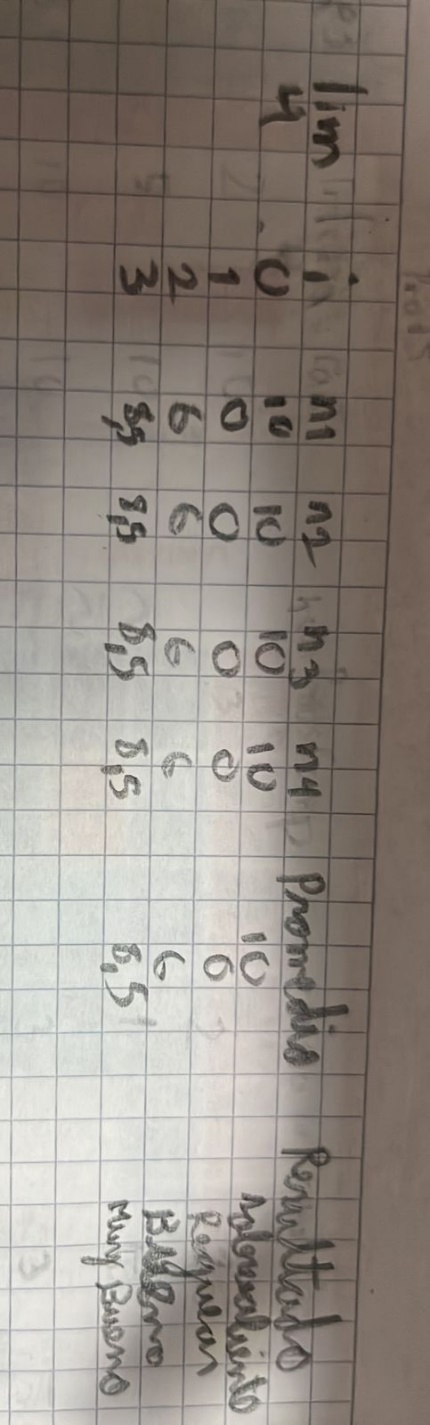 lim i n1 n2 n3 n4 Promedio Resultado
4 0 10 10 10 10 10 Sobresaliente
1 0 0 0 0 0 Regular
2 6 6 6 6 6 Bueno
3 8,5 8,5 8,5 8,5 8,5 Muy Bueno